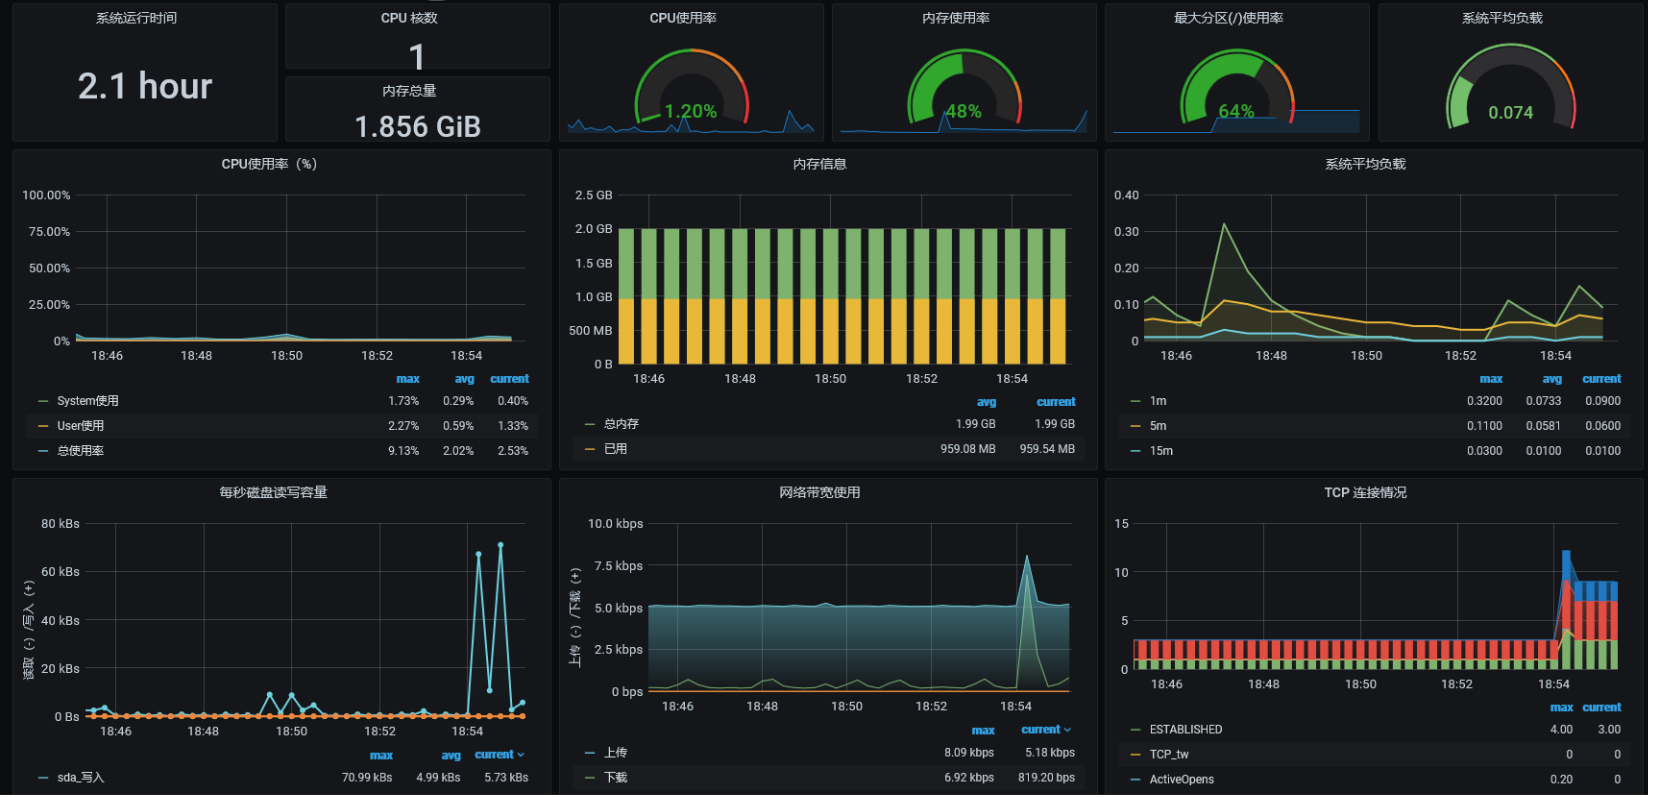 系统运行时间
2.1 hour
CPU 核数
1
内存总量
1.856 GiB
CPU使用率
1.20%
内存使用率
48%
最大分区(/)使用率
64%
系统平均负载
0.074
CPU使用率（%）
100.00%
75.00%
50.00%
25.00%
0%
18:46 18:48 18:50 18:52 18:54
max avg current
System使用 1.73% 0.29% 0.40%
User使用 2.27% 0.59% 1.33%
总使用率 9.13% 2.02% 2.53%
内存信息
2.5 GB
2.0 GB
1.5 GB
1.0 GB
500 MB
0 B
18:46 18:48 18:50 18:52 18:54
avg current
总内存 1.99 GB 1.99 GB
已用 959.08 MB 959.54 MB
系统平均负载
0.40
0.30
0.20
0.10
0
18:46 18:48 18:50 18:52 18:54
max avg current
1m 0.3200 0.0733 0.0900
5m 0.1100 0.0581 0.0600
15m 0.0300 0.0100 0.0100
每秒磁盘读写容量
读取（-）/写入（+）
80 kBs
60 kBs
40 kBs
20 kBs
0 Bs
18:46 18:48 18:50 18:52 18:54
max avg current
sda_写入 70.99 kBs 4.99 kBs 5.73 kBs
网络带宽使用
上传（-）/下载（+）
10.0 kbps
7.5 kbps
5.0 kbps
2.5 kbps
0 bps
18:46 18:48 18:50 18:52 18:54
max current
上传 8.09 kbps 5.18 kbps
下载 6.92 kbps 819.20 bps
TCP 连接情况
15
10
5
0
18:46 18:48 18:50 18:52 18:54
max current
ESTABLISHED 4.00 3.00
TCP_tw 0 0
ActiveOpens 0.20 0